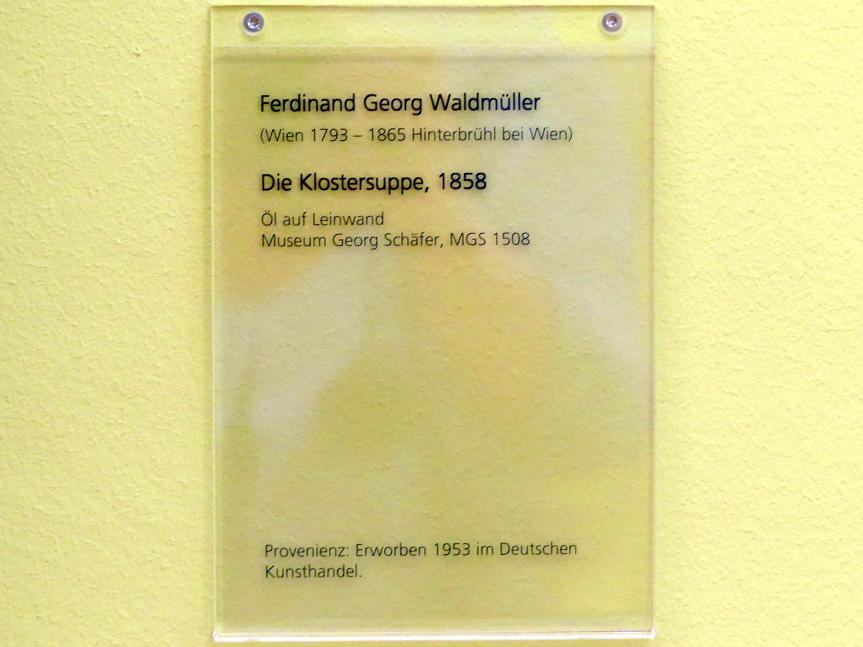 Ferdinand Georg Waldmüller
(Wien 1793 – 1865 Hinterbrühl bei Wien)
Die Klostersuppe, 1858
Öl auf Leinwand
Museum Georg Schäfer, MGS 1508
Provenienz: Erworben 1953 im Deutschen
Kunsthandel.